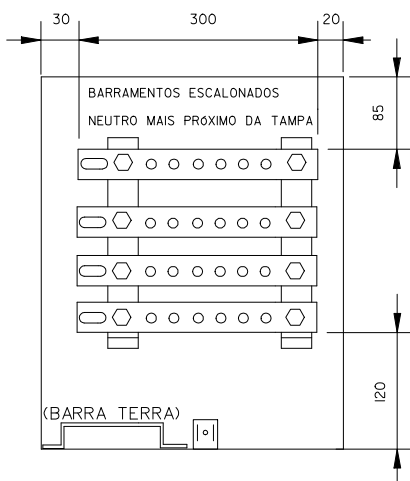 30 300 20
BARRAMENTOS ESCALONADOS
NEUTRO MAIS PRÓXIMO DA TAMPA
85
120
(BARRA TERRA)